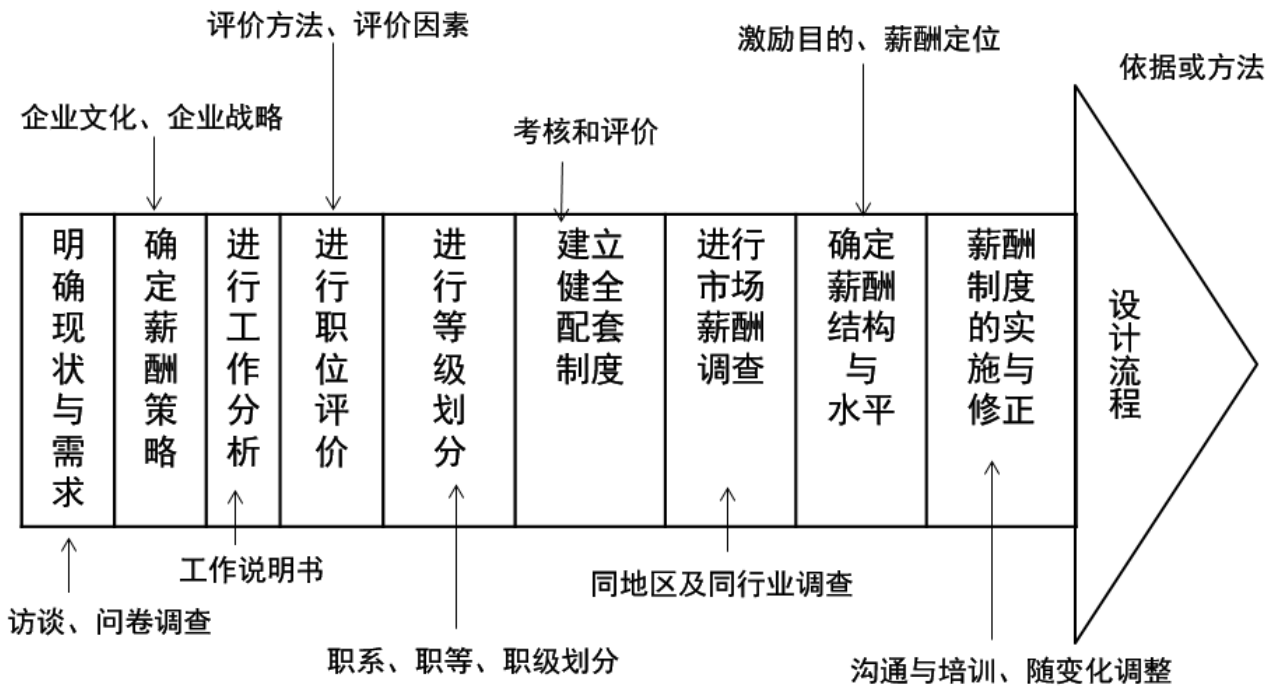 评价方法、评价因素
激励目的、薪酬定位
依据或方法
企业文化、企业战略
考核和评价
明确现状与需求
确定薪酬策略
进行工作分析
进行职位评价
进行等级划分
建立
健全
配套
制度
进行
市场
薪酬
调查
确定
薪酬
结构
与
水平
薪酬
制度
的实
施与
修正
设计流程
工作说明书
同地区及同行业调查
访谈、问卷调查
职系、职等、职级划分
沟通与培训、随变化调整